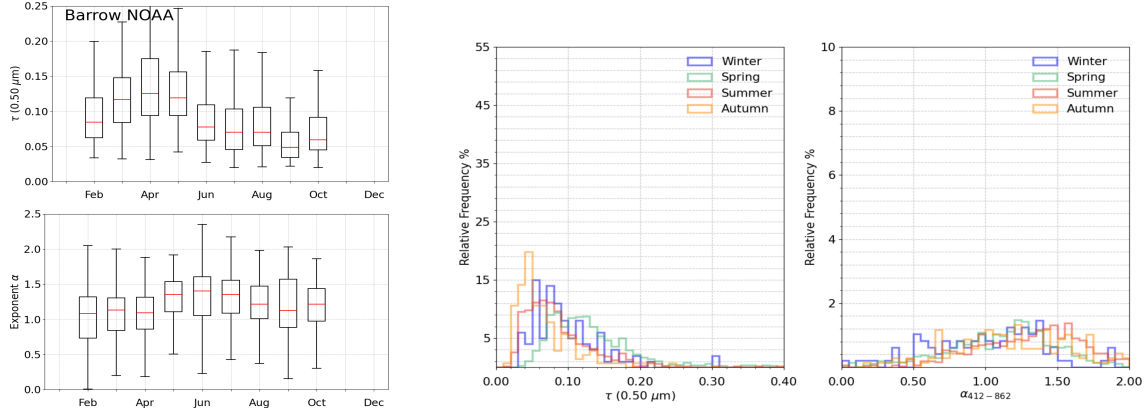 Barrow NOAA
0.25
0.20
0.15
0.10
0.05
0.00
τ (0.50 μm)
Feb Apr Jun Aug Oct Dec
2.5
2.0
1.5
1.0
0.5
0.0
Exponent α
Feb Apr Jun Aug Oct Dec
55
45
35
25
15
5
Relative Frequency %
Winter
Spring
Summer
Autumn
0.00 0.10 0.20 0.30 0.40
τ (0.50 μm)
10
8
6
4
2
Relative Frequency %
Winter
Spring
Summer
Autumn
0.00 0.50 1.00 1.50 2.00
α412−862